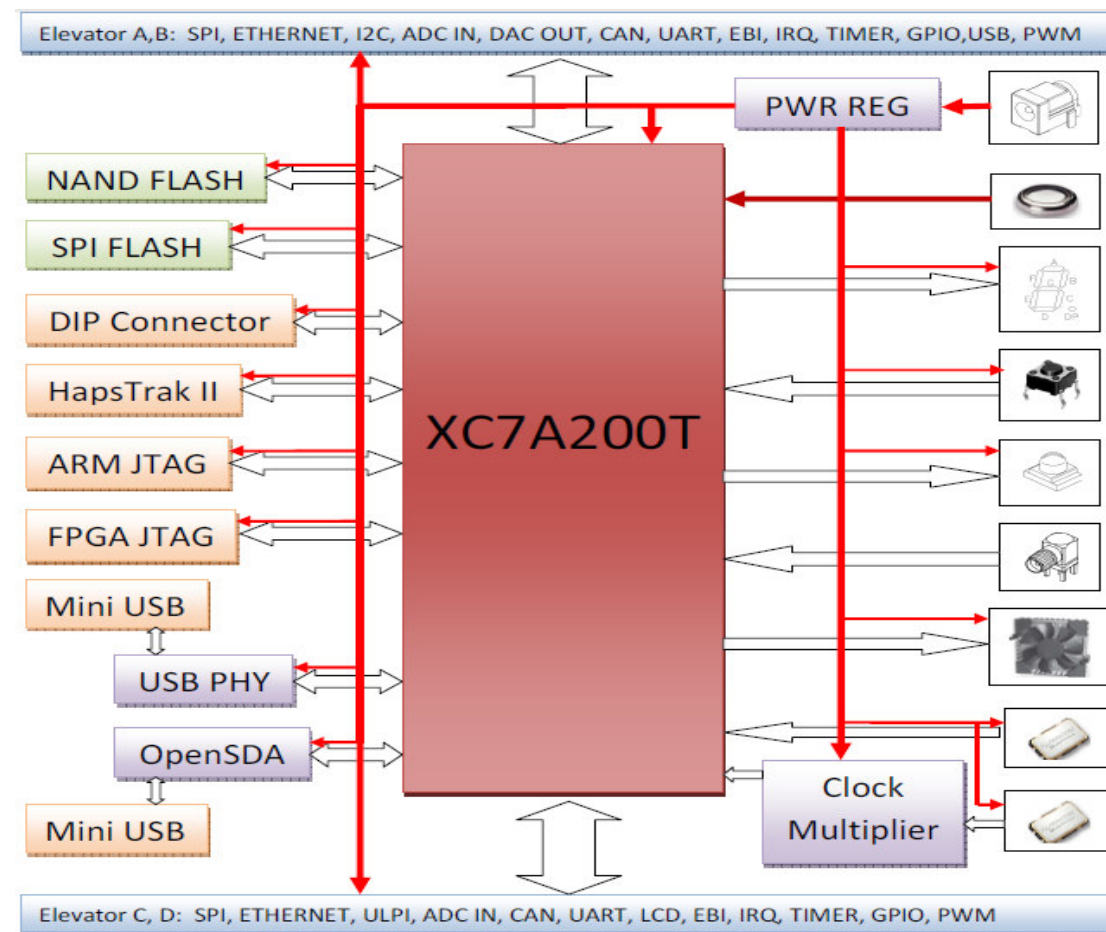 Elevator A,B: SPI, ETHERNET, I2C, ADC IN, DAC OUT, CAN, UART, EBI, IRQ, TIMER, GPIO,USB, PWM
PWR REG
NAND FLASH
SPI FLASH
DIP Connector
HapsTrak II
ARM JTAG
FPGA JTAG
Mini USB
USB PHY
OpenSDA
Mini USB
XC7A200T
A
B
G
C
D
DP
Clock
Multiplier
Elevator C, D: SPI, ETHERNET, ULPI, ADC IN, CAN, UART, LCD, EBI, IRQ, TIMER, GPIO, PWM